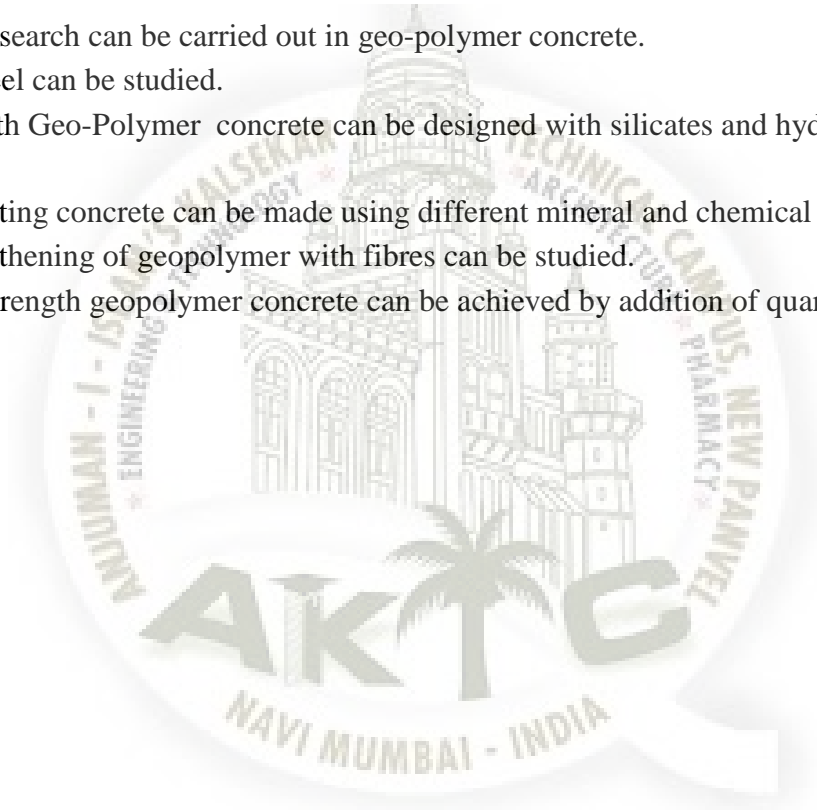 search can be carried out in geo-polymer concrete.
el can be studied.
th Geo-Polymer concrete can be designed with silicates and hyd
ting concrete can be made using different mineral and chemical
thening of geopolymer with fibres can be studied.
rength geopolymer concrete can be achieved by addition of quar
ANJUMAN - I - ISLAM'S KALSEKAR TECHNICAL CAMPUS, NEW PANVEL
ENGINEERING * TECHNOLOGY * * ARCHITECTURE * PHARMACY *
AKTC
NAVI MUMBAI - INDIA